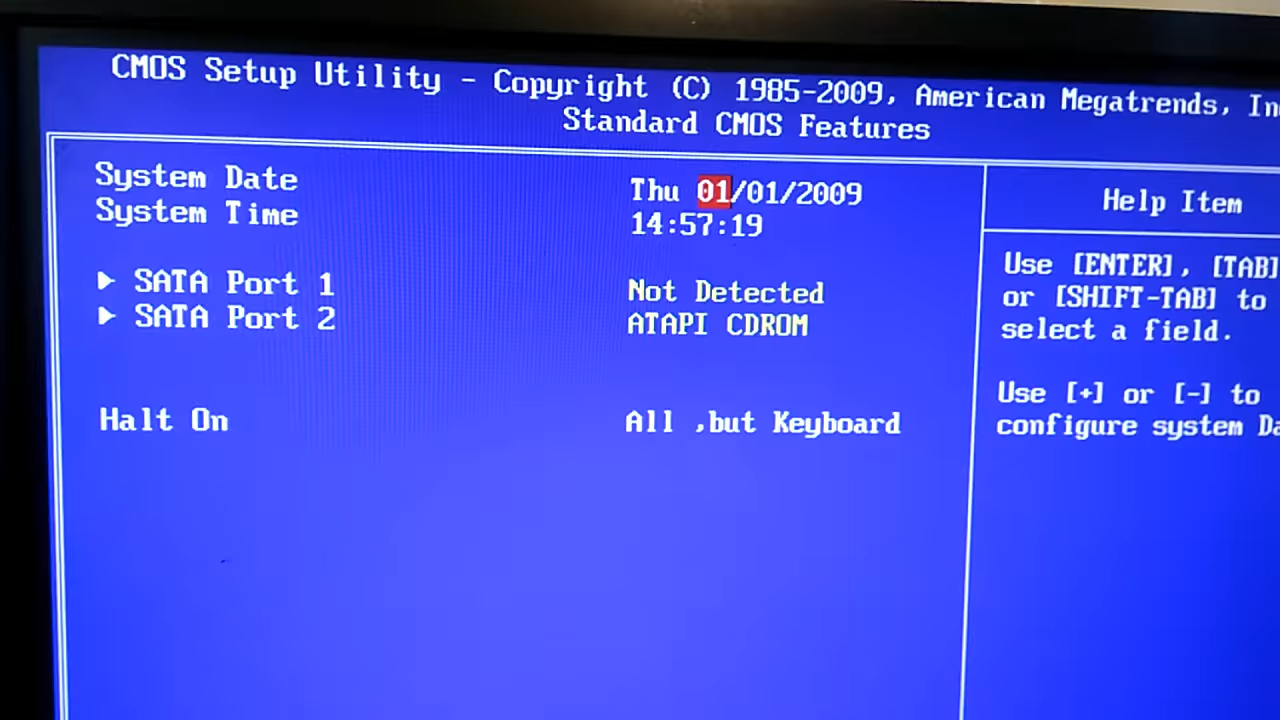 CMOS Setup Utility - Copyright (C) 1985-2009, American Megatrends,
Standard CMOS Features
System Date Thu 01/01/2009
System Time 14:57:19
► SATA Port 1 Not Detected
► SATA Port 2 ATAPI CDROM
Halt On All ,but Keyboard
Help Item
Use [ENTER], [TAB]
or [SHIFT-TAB] to
select a field.
Use [+] or [-] to
configure system